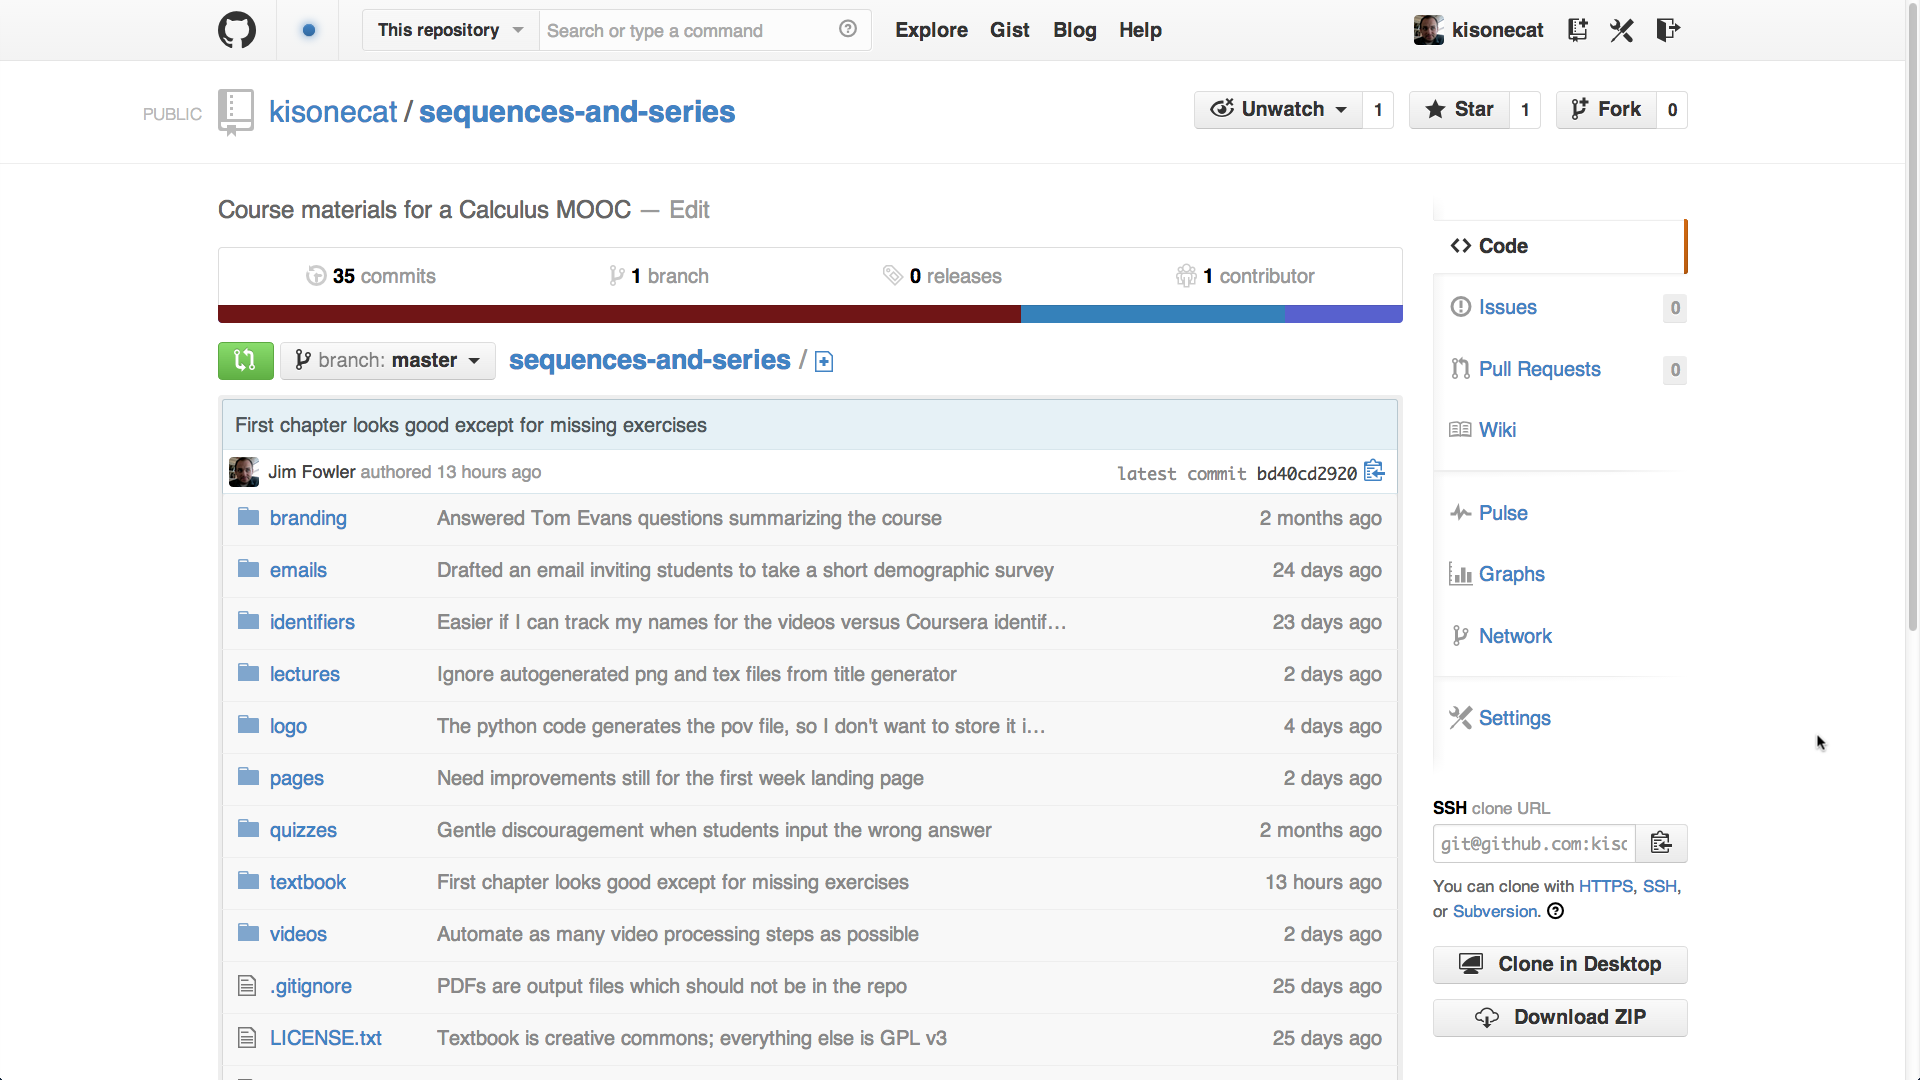 This repository Search or type a command Explore Gist Blog Help kisonecat
PUBLIC kisonecat / sequences-and-series Unwatch 1 Star 1 Fork 0
Course materials for a Calculus MOOC — Edit
35 commits 1 branch 0 releases 1 contributor
branch: master sequences-and-series /
First chapter looks good except for missing exercises
Jim Fowler authored 13 hours ago latest commit bd40cd2920
branding Answered Tom Evans questions summarizing the course 2 months ago
emails Drafted an email inviting students to take a short demographic survey 24 days ago
identifiers Easier if I can track my names for the videos versus Coursera identif… 23 days ago
lectures Ignore autogenerated png and tex files from title generator 2 days ago
logo The python code generates the pov file, so I don't want to store it i… 4 days ago
pages Need improvements still for the first week landing page 2 days ago
quizzes Gentle discouragement when students input the wrong answer 2 months ago
textbook First chapter looks good except for missing exercises 13 hours ago
videos Automate as many video processing steps as possible 2 days ago
.gitignore PDFs are output files which should not be in the repo 25 days ago
LICENSE.txt Textbook is creative commons; everything else is GPL v3 25 days ago
Code
Issues 0
Pull Requests 0
Wiki
Pulse
Graphs
Network
Settings
SSH clone URL
git@github.com:kisc
You can clone with HTTPS, SSH,
or Subversion.
Clone in Desktop
Download ZIP